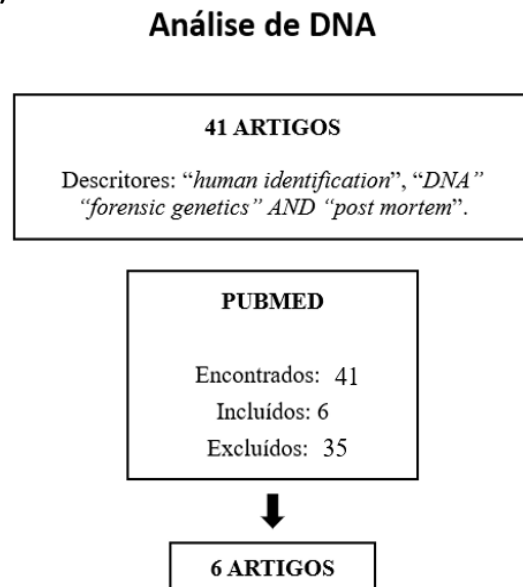 Análise de DNA
41 ARTIGOS
Descritores: “human identification”, “DNA”
“forensic genetics” AND “post mortem”.
PUBMED
Encontrados: 41
Incluídos: 6
Excluídos: 35
6 ARTIGOS